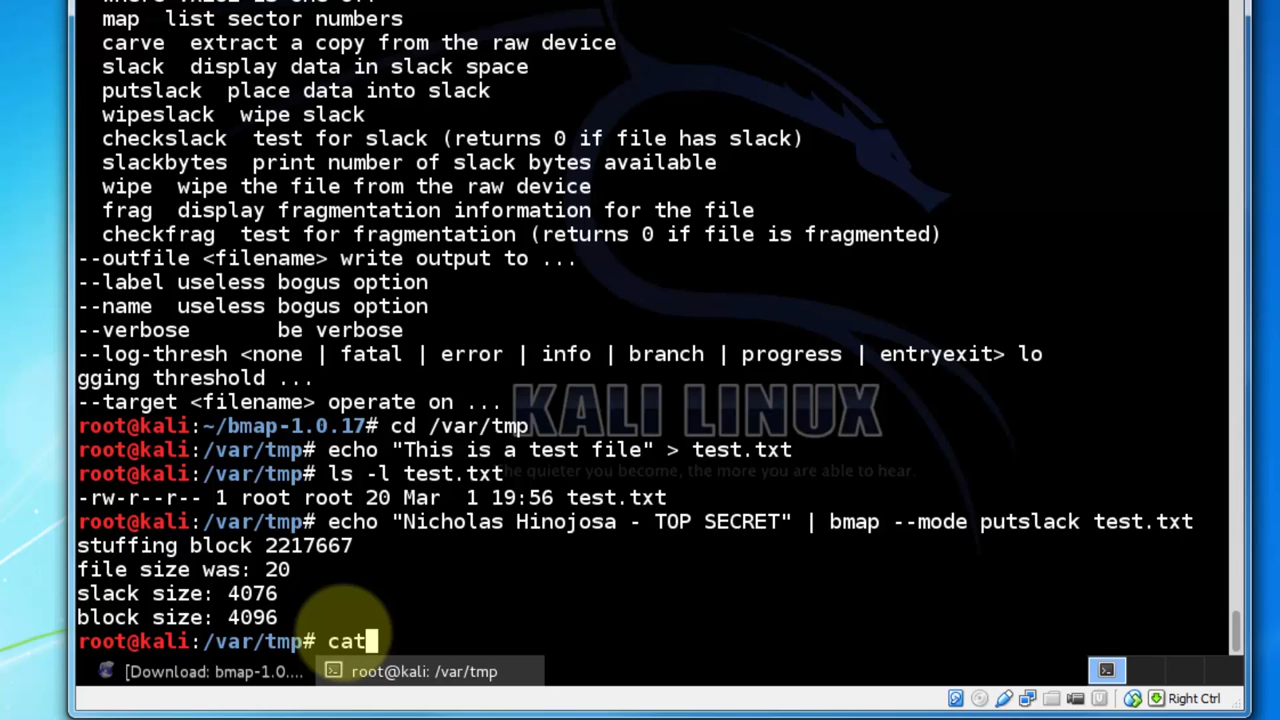 map  list sector numbers
carve  extract a copy from the raw device
slack  display data in slack space
putslack  place data into slack
wipeslack  wipe slack
checkslack  test for slack (returns 0 if file has slack)
slackbytes  print number of slack bytes available
wipe  wipe the file from the raw device
frag  display fragmentation information for the file
checkfrag  test for fragmentation (returns 0 if file is fragmented)
--outfile <filename> write output to ...
--label useless bogus option
--name  useless bogus option
--verbose       be verbose
--log-thresh <none | fatal | error | info | branch | progress | entryexit> lo
gging threshold ...
--target <filename> operate on ...
KALI LINUX
root@kali:~/bmap-1.0.17# cd /var/tmp
root@kali:/var/tmp# echo "This is a test file" > test.txt
the quieter you become, the more you are able to hear.
root@kali:/var/tmp# ls -l test.txt
-rw-r--r-- 1 root root 20 Mar  1 19:56 test.txt
root@kali:/var/tmp# echo "Nicholas Hinojosa - TOP SECRET" | bmap --mode putslack test.txt
stuffing block 2217667
file size was: 20
slack size: 4076
block size: 4096
root@kali:/var/tmp# cat
[Download: bmap-1.0....
root@kali: /var/tmp
Right Ctrl